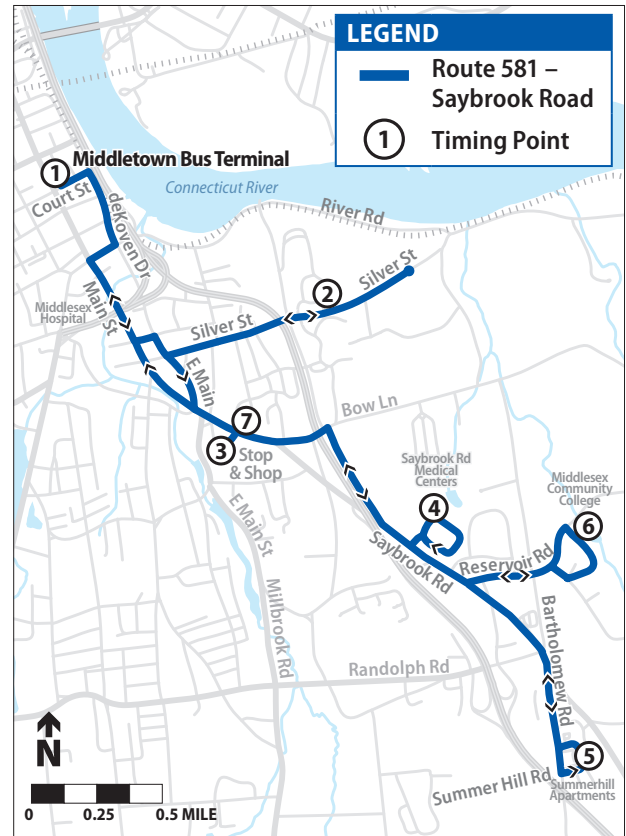 LEGEND
Route 581 –
Saybrook Road
1
Timing Point
1
Middletown Bus Terminal
Court St
Connecticut River
deKoven Dr
River Rd
Main St
Middlesex
Hospital
Silver St
2
Silver St
E Main
7
Bow Ln
3
Stop
& Shop
Saybrook Rd
Medical
Centers
4
Middlesex
Community
College
6
E Main St
Saybrook Rd
Reservoir Rd
Millbrook Rd
Bartholomew Rd
Randolph Rd
N
5
Summer Hill Rd
Summerhill
Apartments
0 0.25 0.5 MILE